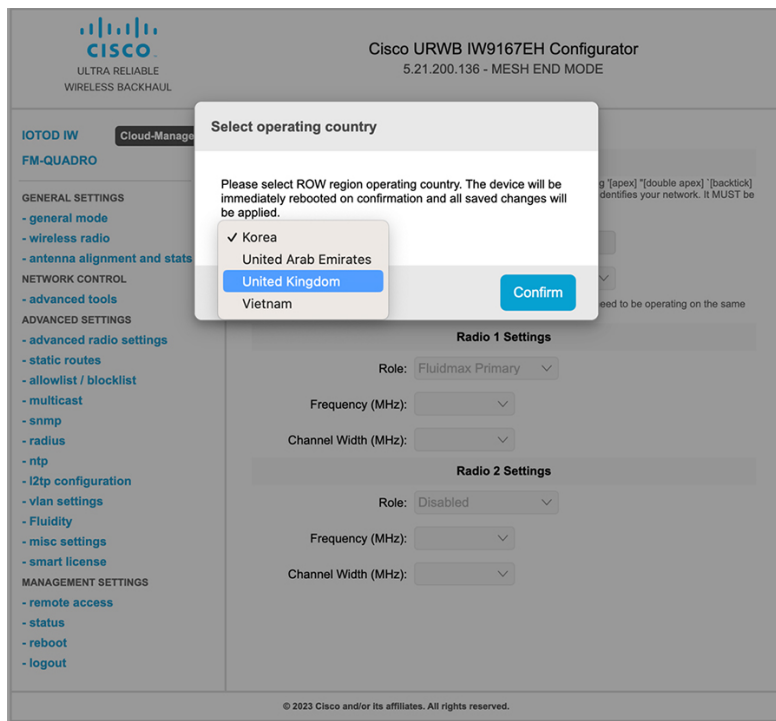 CISCO
ULTRA RELIABLE
WIRELESS BACKHAUL
Cisco URWB IW9167EH Configurator
5.21.200.136 - MESH END MODE
IOTOD IW
Cloud-Manage
FM-QUADRO
GENERAL SETTINGS
- general mode
- wireless radio
- antenna alignment and stats
NETWORK CONTROL
- advanced tools
ADVANCED SETTINGS
- advanced radio settings
- static routes
- allowlist / blocklist
- multicast
- snmp
- radius
- ntp
- l2tp configuration
- vlan settings
- Fluidity
- misc settings
- smart license
MANAGEMENT SETTINGS
- remote access
- status
- reboot
- logout
Select operating country
Please select ROW region operating country. The device will be
immediately rebooted on confirmation and all saved changes will
be applied.
✓ Korea
United Arab Emirates
United Kingdom
Vietnam
Confirm
'[apex] "[double apex] `[backtick]
identifies your network. It MUST be
eed to be operating on the same
Radio 1 Settings
Role: Fluidmax Primary
Frequency (MHz):
Channel Width (MHz):
Radio 2 Settings
Role: Disabled
Frequency (MHz):
Channel Width (MHz):
© 2023 Cisco and/or its affiliates. All rights reserved.